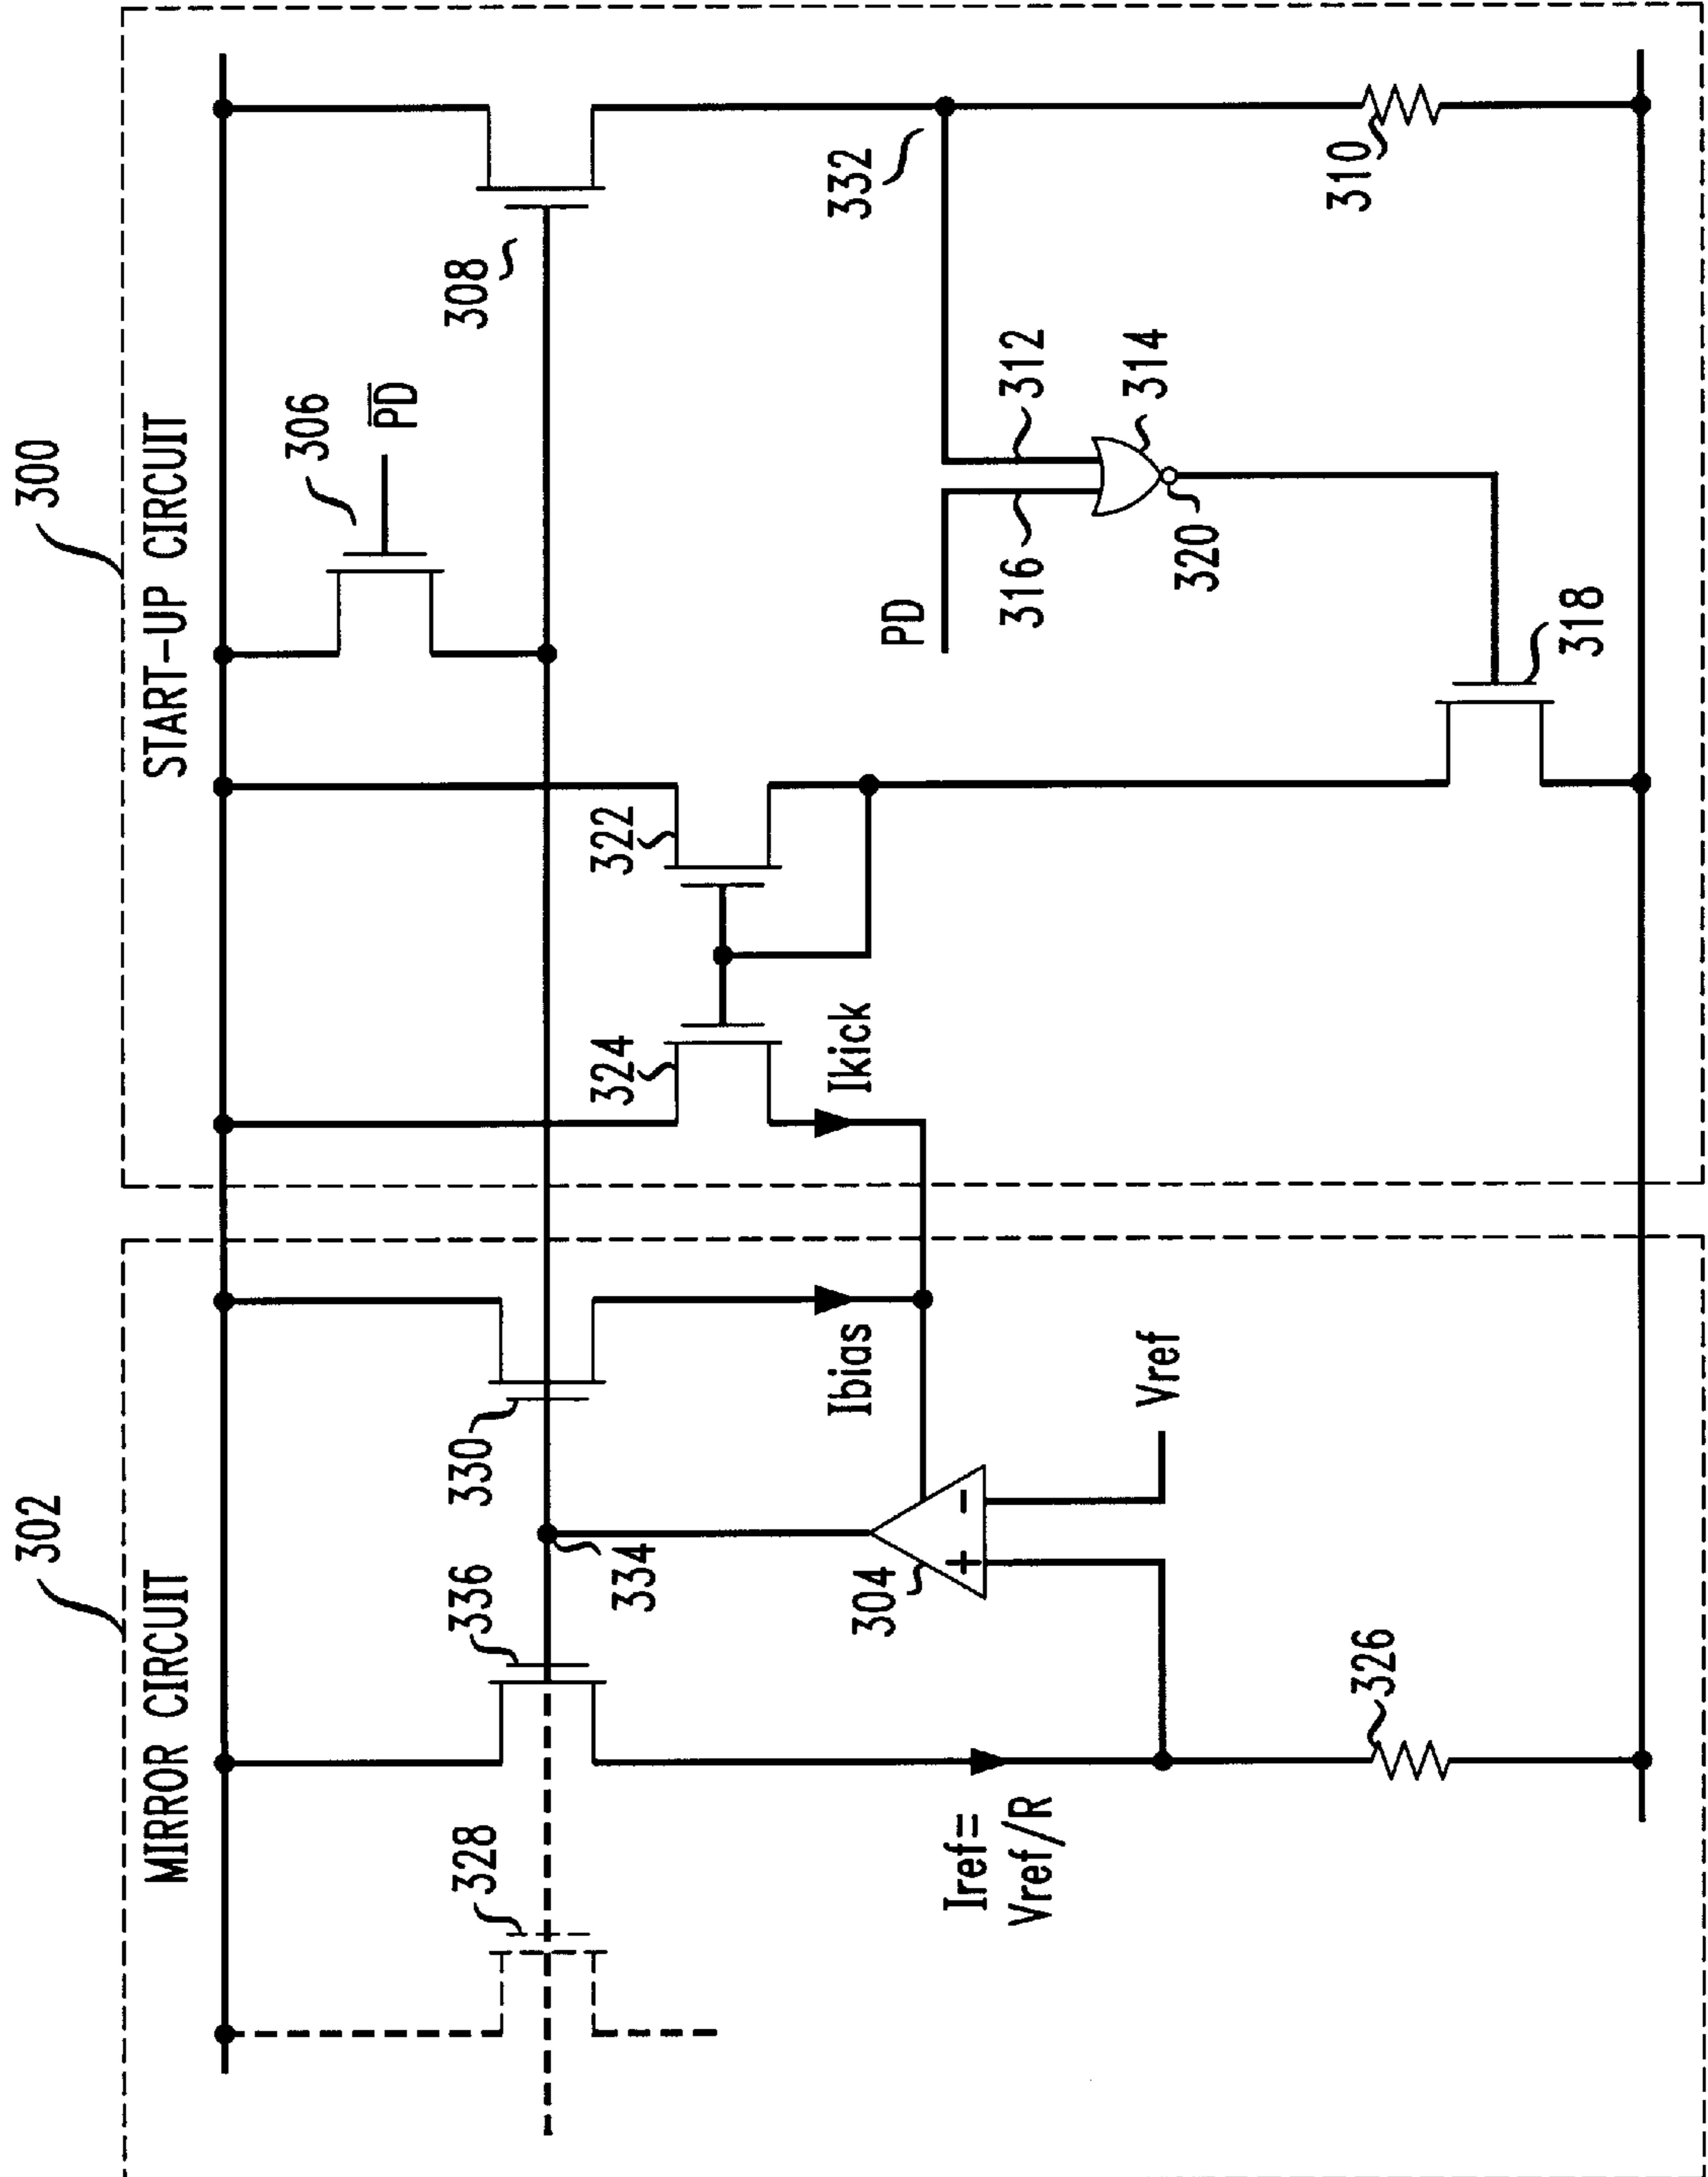 300
START-UP CIRCUIT
306
P̅D̅
308
332
312
314
316
PD
320
318
310
322
324
Ikick
302
MIRROR CIRCUIT
330
Ibias
336
334
304
+
-
Vref
328
Iref=
Vref/R
326